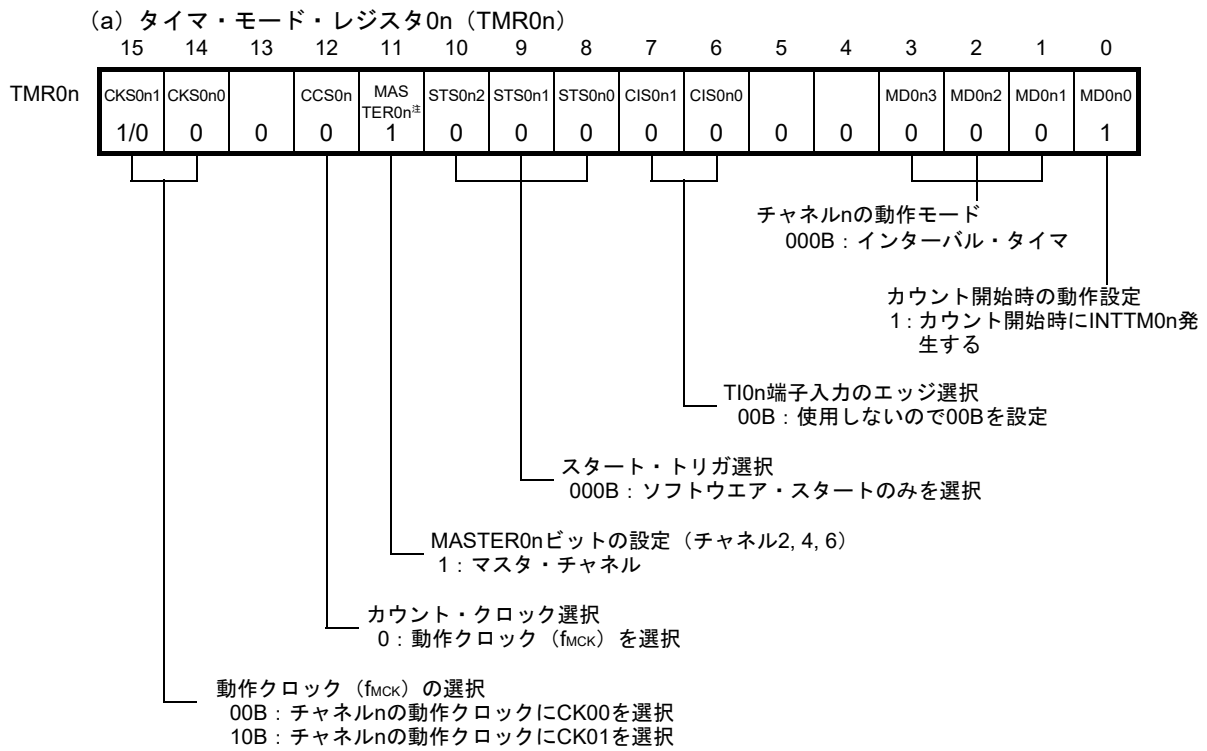 (a) タイマ・モード・レジスタ0n（TMR0n）
15 14 13 12 11 10 9 8 7 6 5 4 3 2 1 0
TMR0n CKS0n1 CKS0n0 CCS0n MAS TER0n注 STS0n2 STS0n1 STS0n0 CIS0n1 CIS0n0 MD0n3 MD0n2 MD0n1 MD0n0
1/0 0 0 0 1 0 0 0 0 0 0 0 0 0 0 1
チャネルnの動作モード
000B：インターバル・タイマ
カウント開始時の動作設定
1：カウント開始時にINTTM0n発
生する
TI0n端子入力のエッジ選択
00B：使用しないので00Bを設定
スタート・トリガ選択
000B：ソフトウエア・スタートのみを選択
MASTER0nビットの設定（チャネル2, 4, 6）
1：マスタ・チャネル
カウント・クロック選択
0：動作クロック（fMCK）を選択
動作クロック（fMCK）の選択
00B：チャネルnの動作クロックにCK00を選択
10B：チャネルnの動作クロックにCK01を選択